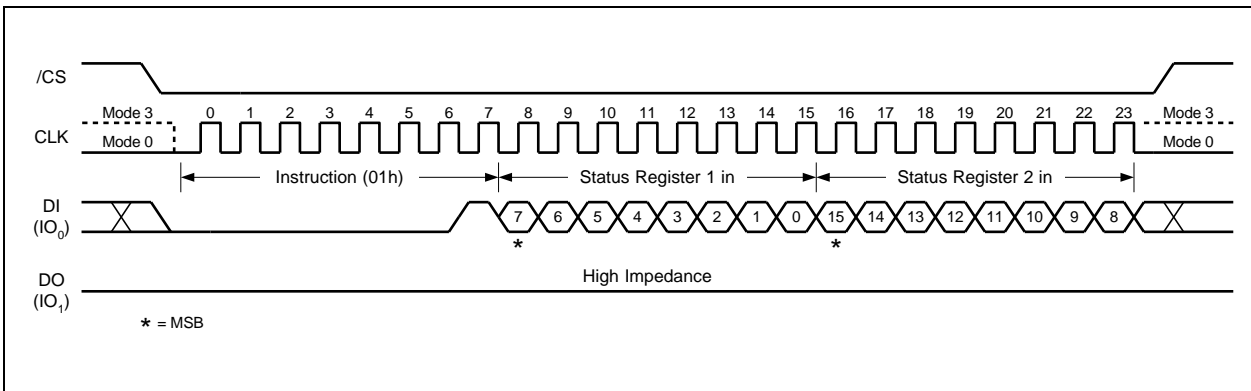 /CS
Mode 3 0 1 2 3 4 5 6 7 8 9 10 11 12 13 14 15 16 17 18 19 20 21 22 23 Mode 3
CLK Mode 0 Mode 0
Instruction (01h) Status Register 1 in Status Register 2 in
DI
(IO0) 7 6 5 4 3 2 1 0 15 14 13 12 11 10 9 8
* *
High Impedance
DO
(IO1)
* = MSB